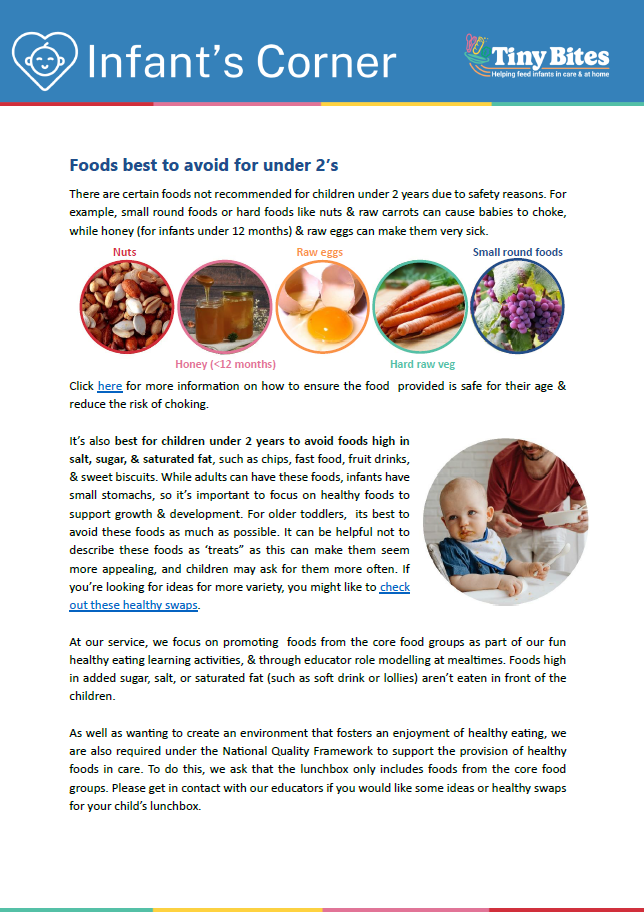 Infant's Corner
Tiny Bites
Helping feed infants in care & at home
Foods best to avoid for under 2's
There are certain foods not recommended for children under 2 years due to safety reasons. For
example, small round foods or hard foods like nuts & raw carrots can cause babies to choke,
while honey (for infants under 12 months) & raw eggs can make them very sick.
Nuts
Raw eggs
Small round foods
Honey (<12 months)
Hard raw veg
Click here for more information on how to ensure the food  provided is safe for their age &
reduce the risk of choking.
It's also best for children under 2 years to avoid foods high in
salt, sugar, & saturated fat, such as chips, fast food, fruit drinks,
& sweet biscuits. While adults can have these foods, infants have
small stomachs, so it's important to focus on healthy foods to
support growth & development. For older toddlers,  its best to
avoid these foods as much as possible. It can be helpful not to
describe these foods as ‘treats” as this can make them seem
more appealing, and children may ask for them more often. If
you're looking for ideas for more variety, you might like to check
out these healthy swaps.
At our service, we focus on promoting  foods from the core food groups as part of our fun
healthy eating learning activities, & through educator role modelling at mealtimes. Foods high
in added sugar, salt, or saturated fat (such as soft drink or lollies) aren't eaten in front of the
children.
As well as wanting to create an environment that fosters an enjoyment of healthy eating, we
are also required under the National Quality Framework to support the provision of healthy
foods in care. To do this, we ask that the lunchbox only includes foods from the core food
groups. Please get in contact with our educators if you would like some ideas or healthy swaps
for your child's lunchbox.